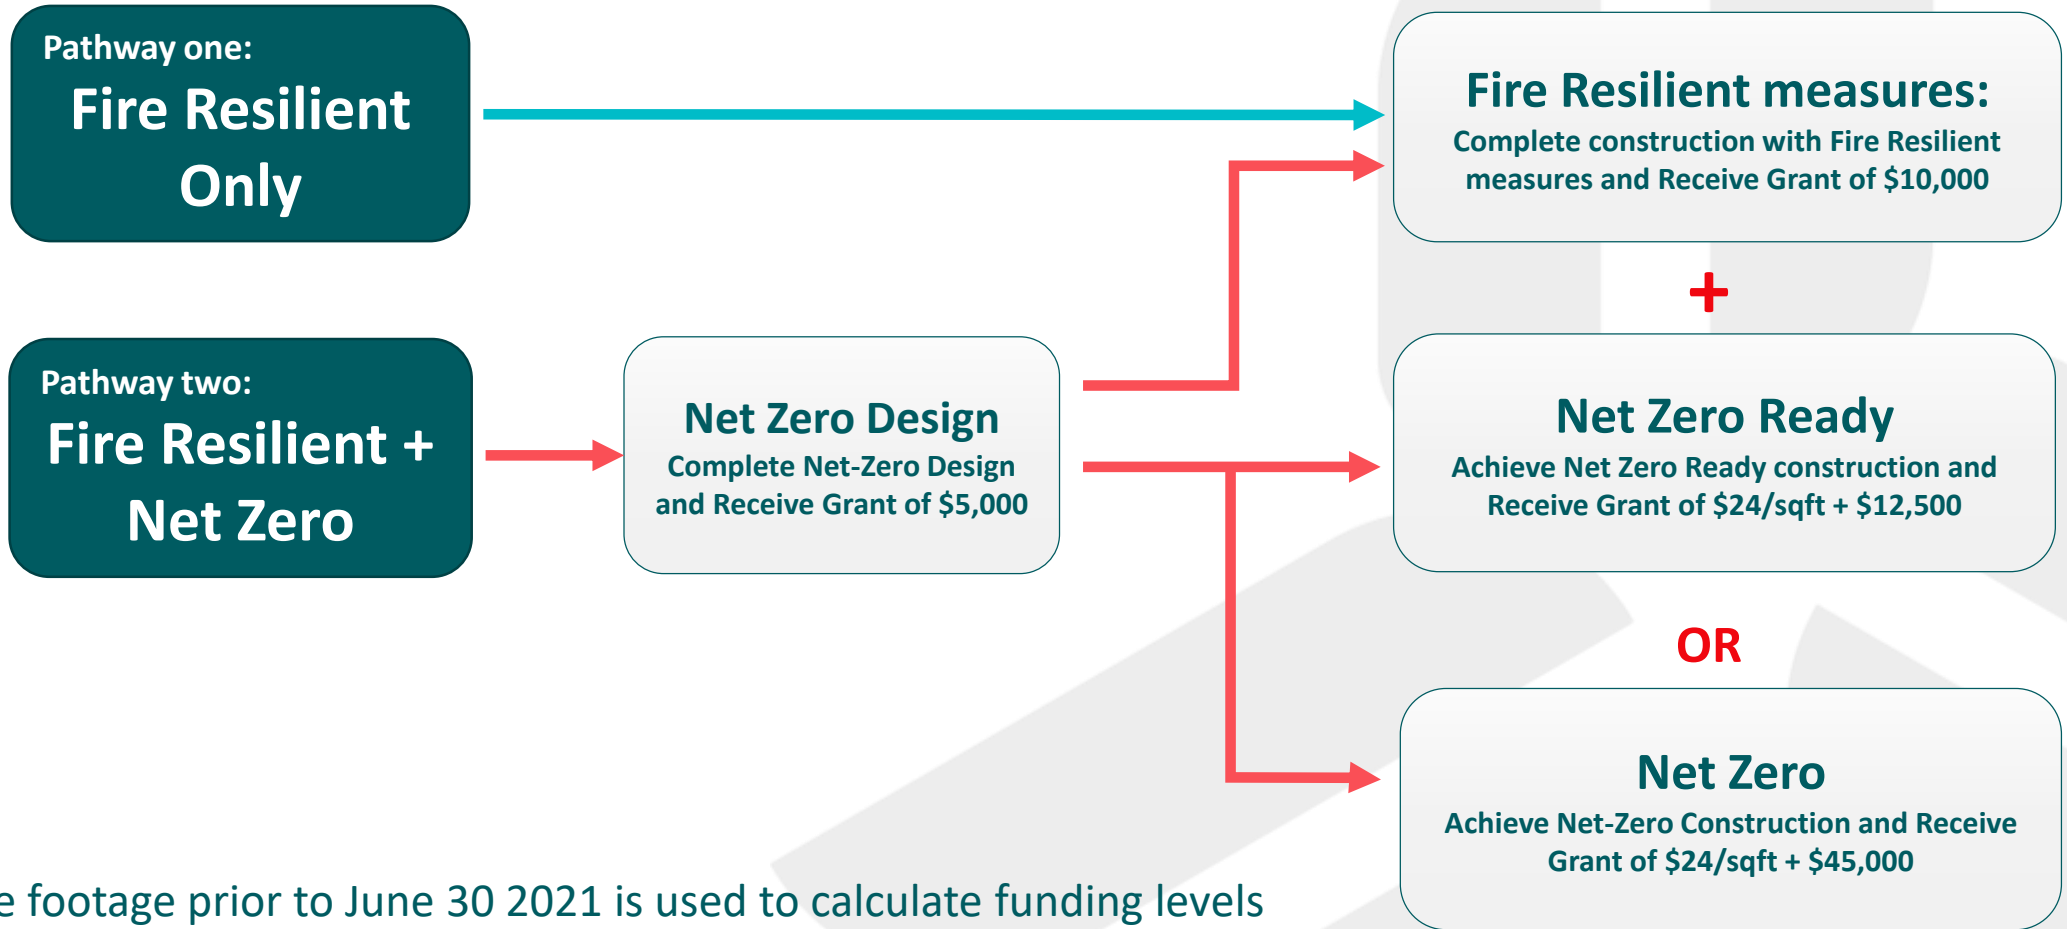 Pathway one:
Fire Resilient
Only
Fire Resilient measures:
Complete construction with Fire Resilient
measures and Receive Grant of $10,000
+
Pathway two:
Fire Resilient +
Net Zero
Net Zero Design
Complete Net-Zero Design
and Receive Grant of $5,000
Net Zero Ready
Achieve Net Zero Ready construction and
Receive Grant of $24/sqft + $12,500
OR
Net Zero
Achieve Net-Zero Construction and Receive
Grant of $24/sqft + $45,000
footage prior to June 30 2021 is used to calculate funding levels